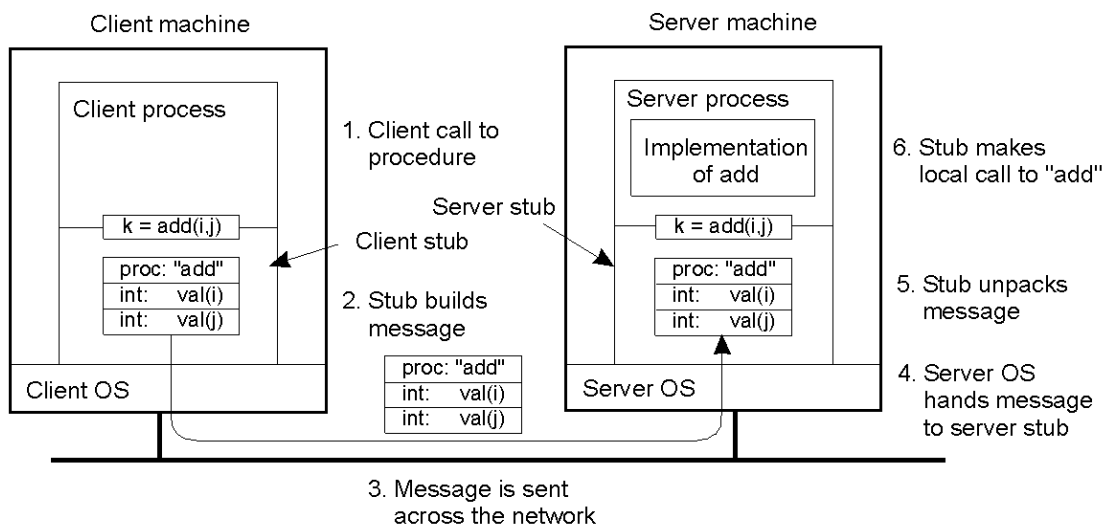 Client machine
Server machine
Client process
1. Client call to
procedure
k = add(i,j)
Client stub
proc: "add"
int: val(i)
int: val(j)
2. Stub builds
message
Client OS
proc: "add"
int: val(i)
int: val(j)
3. Message is sent
across the network
Server process
Implementation
of add
Server stub
k = add(i,j)
proc: "add"
int: val(i)
int: val(j)
Server OS
6. Stub makes
local call to "add"
5. Stub unpacks
message
4. Server OS
hands message
to server stub